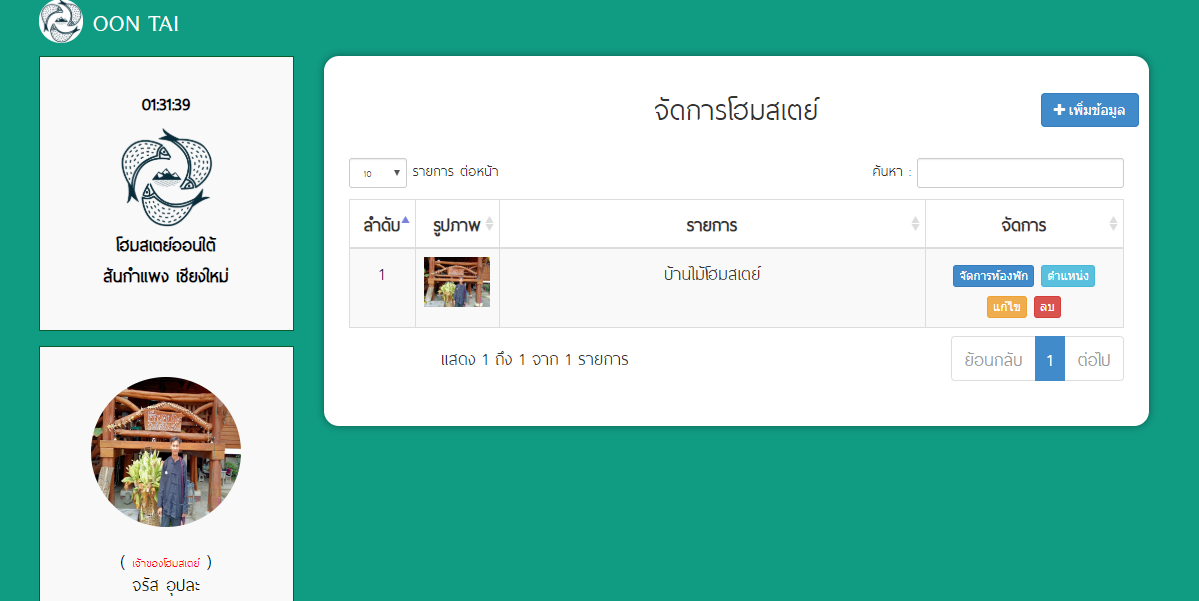 OON TAI
01:31:39
โฮมสเตย์ออนใต้
สันกำแพง เชียงใหม่
( เจ้าของโฮมสเตย์ )
จรัส อุปละ
จัดการโฮมสเตย์
เพิ่มข้อมูล
10 รายการ ต่อหน้า
ค้นหา :
ลำดับ รูปภาพ รายการ จัดการ
1 บ้านไม้โฮมสเตย์ จัดการห้องพัก ตำแหน่ง
แก้ไข ลบ
แสดง 1 ถึง 1 จาก 1 รายการ
ย้อนกลับ 1 ต่อไป